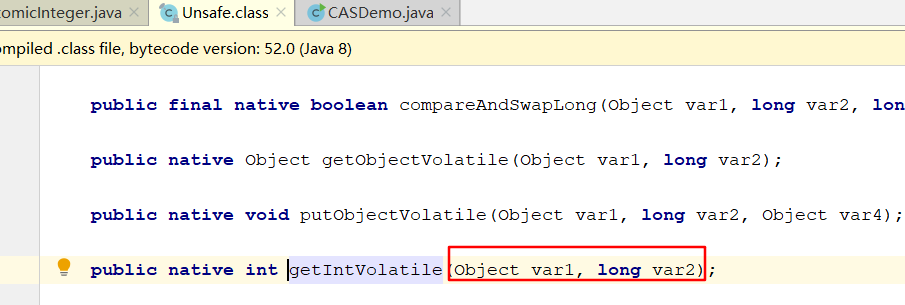 tomicInteger.java × Unsafe.class × CASDemo.java ×
ompiled .class file, bytecode version: 52.0 (Java 8)
public final native boolean compareAndSwapLong(Object var1, long var2, lon
public native Object getObjectVolatile(Object var1, long var2);
public native void putObjectVolatile(Object var1, long var2, Object var4);
public native int getIntVolatile(Object var1, long var2);